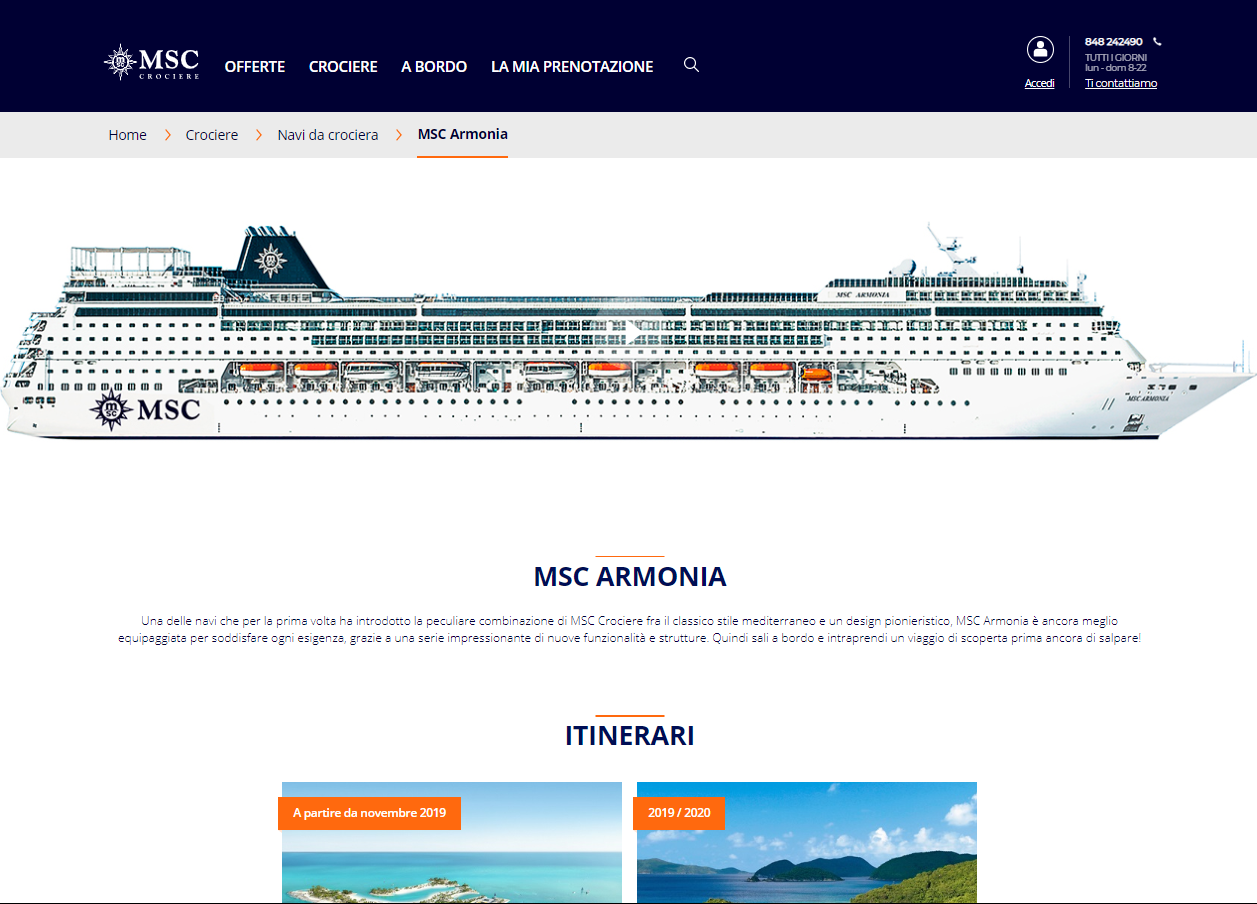 MSC
CROCIERE
OFFERTE
CROCIERE
A BORDO
LA MIA PRENOTAZIONE
Accedi
848 242490
TUTTI I GIORNI
lun - dom 8-22
Ti contattiamo
Home
Crociere
Navi da crociera
MSC Armonia
MSC ARMONIA
MSC ARMONIA
msc MSC
MSC ARMONIA
Una delle navi che per la prima volta ha introdotto la peculiare combinazione di MSC Crociere fra il classico stile mediterraneo e un design pionieristico, MSC Armonia è ancora meglio
equipaggiata per soddisfare ogni esigenza, grazie a una serie impressionante di nuove funzionalità e strutture. Quindi sali a bordo e intraprendi un viaggio di scoperta prima ancora di salpare!
ITINERARI
A partire da novembre 2019
2019 / 2020